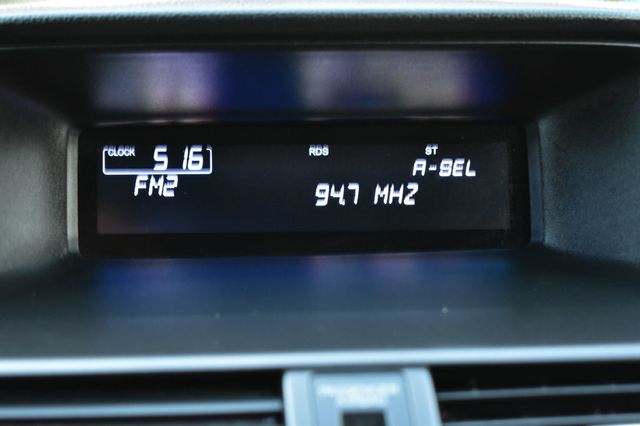 CLOCK 5 16 RDS ST
A-SEL
FM2 94.7 MHZ